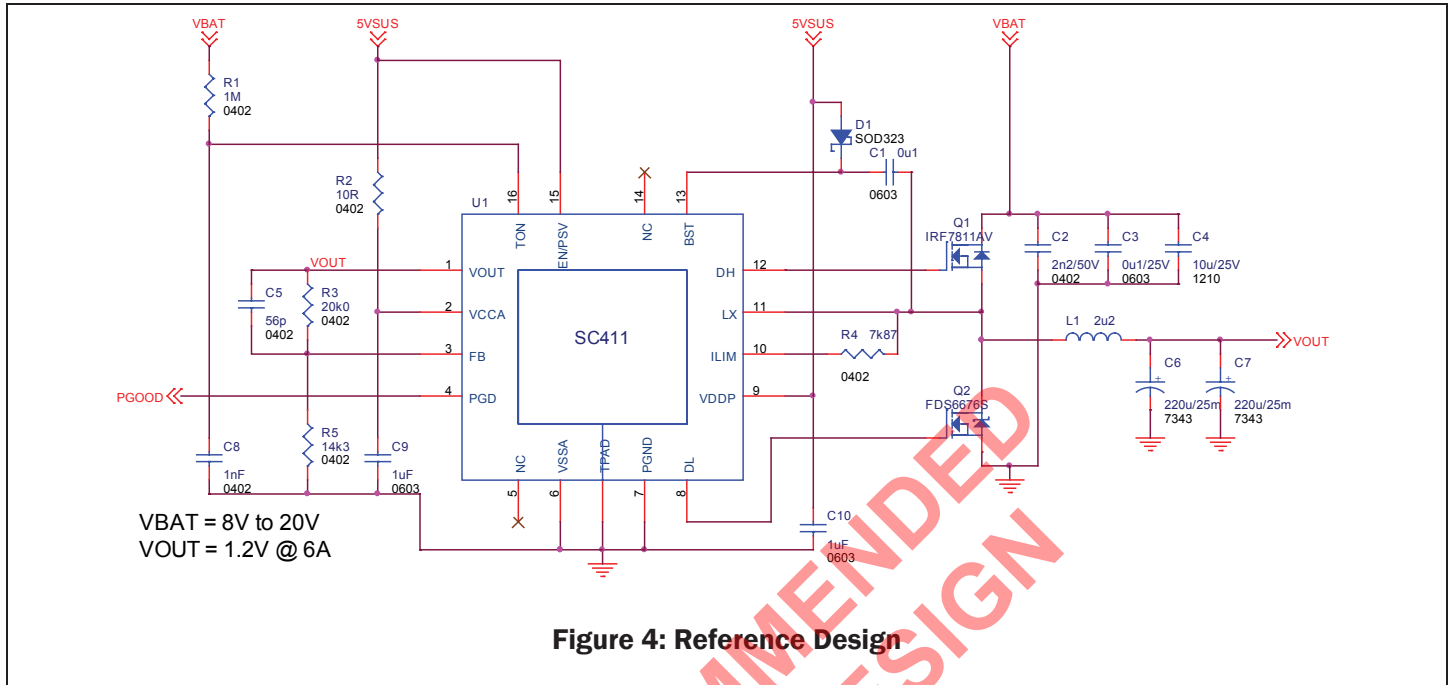 VBAT
5VSUS
5VSUS
VBAT
R1
1M
0402
D1
SOD323
C1 0u1
0603
R2
10R
0402
U1
16
15
14
13
TON
EN/PSV
NC
BST
Q1
IRF7811AV
C2
2n2/50V
0402
C3
0u1/25V
0603
C4
10u/25V
1210
VOUT
1
VOUT
DH
12
C5
56p
0402
R3
20k0
0402
2
VCCA
LX
11
SC411
R4 7k87
0402
L1 2u2
VOUT
3
FB
ILIM
10
C6
220u/25m
7343
C7
220u/25m
7343
PGOOD
4
PGD
VDDP
9
Q2
FDS6676S
R5
14k3
0402
C8
1nF
0402
C9
1uF
0603
NC
VSSA
TPAD
PGND
DL
5
6
7
8
C10
1uF
0603
VBAT = 8V to 20V
VOUT = 1.2V @ 6A
MMENDED
ESIGN
Figure 4: Reference Design